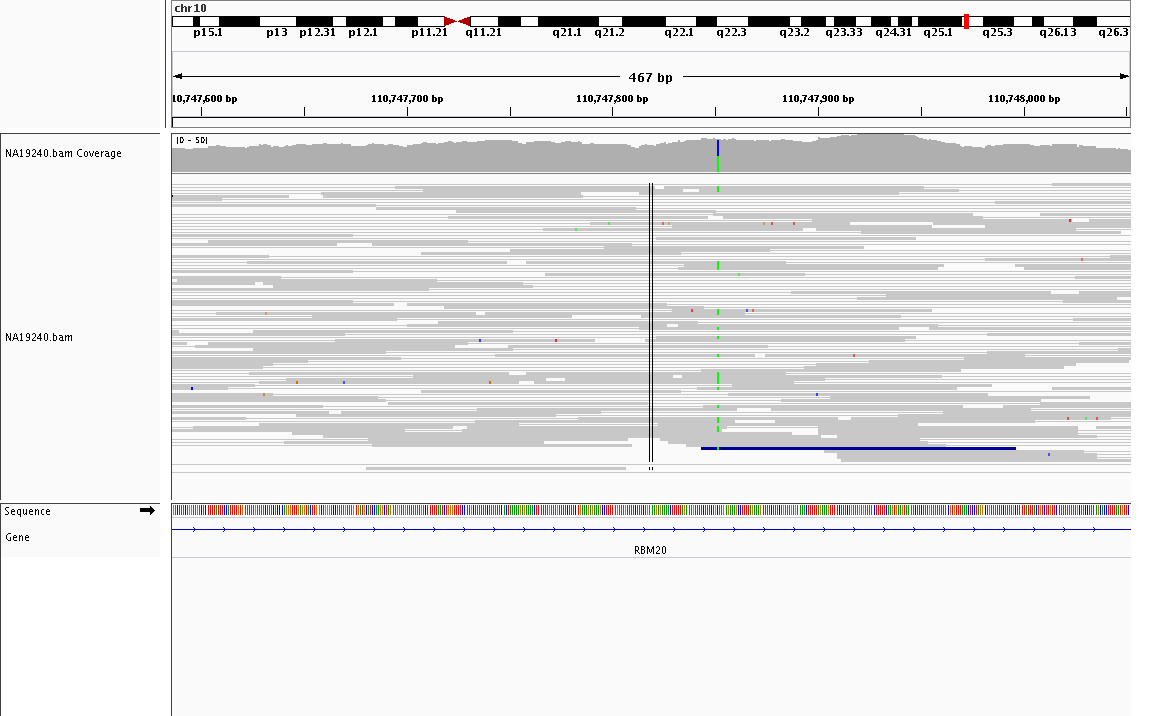 chr10
p15.1 p13 p12.31 p12.1 p11.21 q11.21 q21.1 q21.2 q22.1 q22.3 q23.2 q23.33 q24.31 q25.1 q25.3 q26.13 q26.3
467 bp
110,747,600 bp 110,747,700 bp 110,747,800 bp 110,747,900 bp 110,748,000 bp
[0 - 50]
NA19240.bam Coverage
NA19240.bam
Sequence
Gene
RBM20